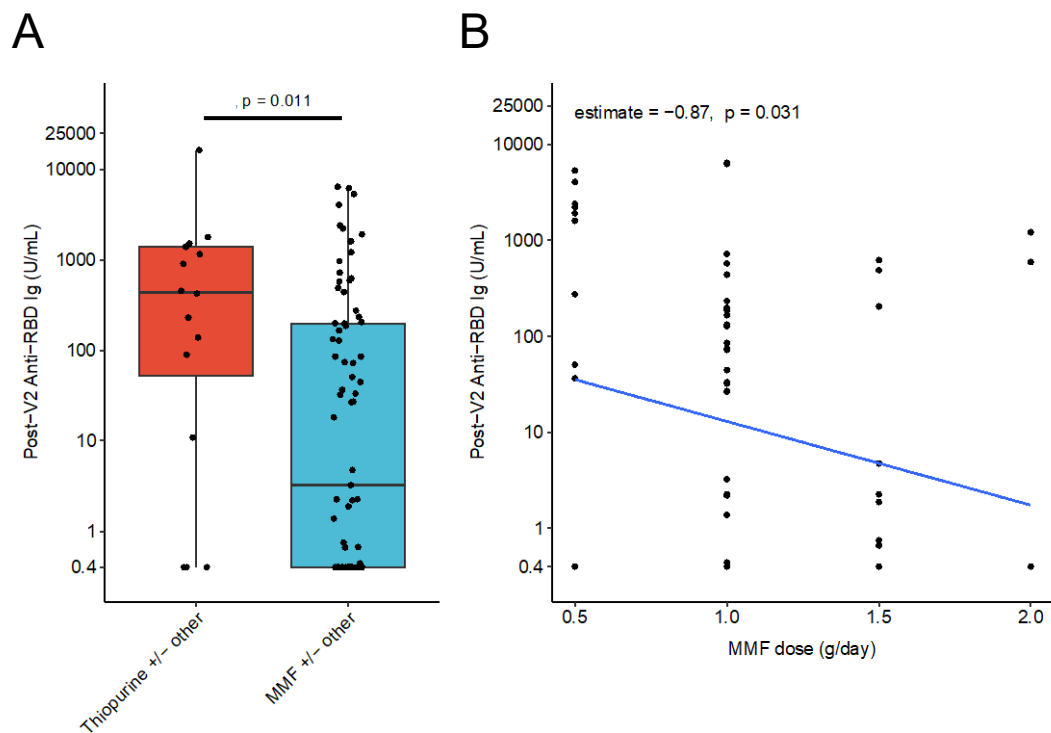 A
B
, p = 0.011
estimate = −0.87, p = 0.031
Post−V2 Anti−RBD Ig (U/mL)
25000
10000
1000
100
10
1
0.4
Thiopurine +/− other
MMF +/− other
Post−V2 Anti−RBD Ig (U/mL)
25000
10000
1000
100
10
1
0.4
0.5
1.0
1.5
2.0
MMF dose (g/day)